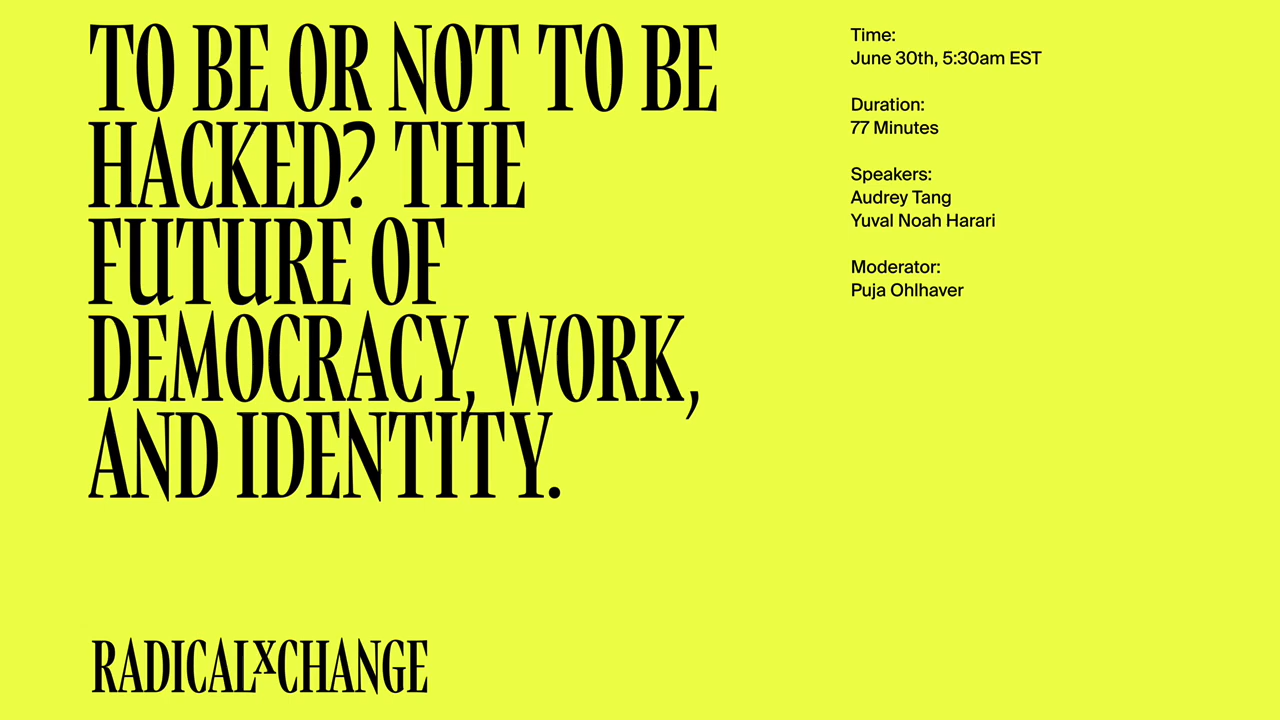 TO BE OR NOT TO BE
HACKED? THE
FUTURE OF
DEMOCRACY, WORK,
AND IDENTITY.
RADICALxCHANGE
Time:
June 30th, 5:30am EST
Duration:
77 Minutes
Speakers:
Audrey Tang
Yuval Noah Harari
Moderator:
Puja Ohlhaver